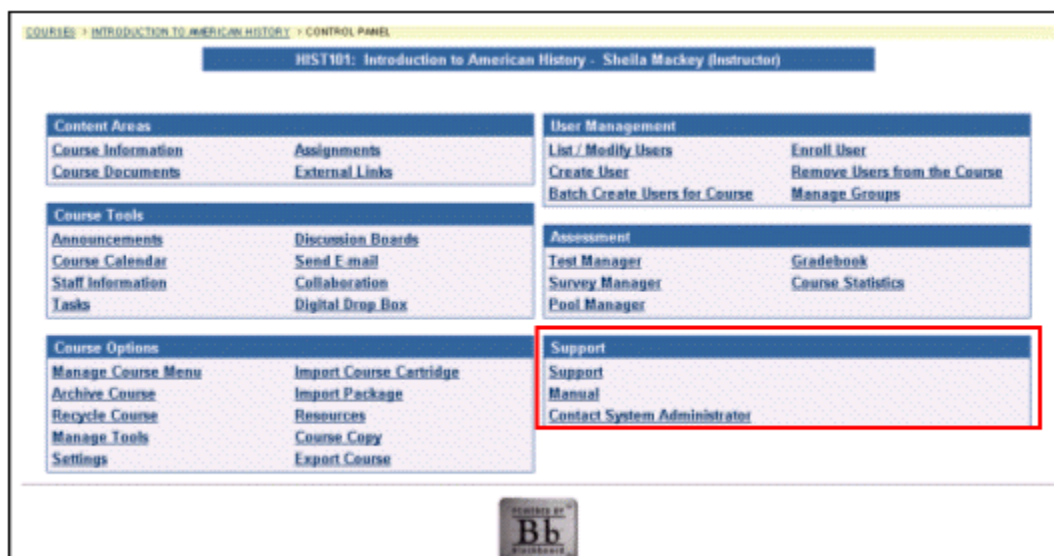 COURSES > INTRODUCTION TO AMERICAN HISTORY > CONTROL PANEL
HIST101: Introduction to American History - Sheila Mackey (Instructor)
Content Areas
Course Information Assignments
Course Documents External Links
Course Tools
Announcements Discussion Boards
Course Calendar Send E-mail
Staff Information Collaboration
Tasks Digital Drop Box
Course Options
Manage Course Menu Import Course Cartridge
Archive Course Import Package
Recycle Course Resources
Manage Tools Course Copy
Settings Export Course
User Management
List / Modify Users Enroll User
Create User Remove Users from the Course
Batch Create Users for Course Manage Groups
Assessment
Test Manager Gradebook
Survey Manager Course Statistics
Pool Manager
Support
Support
Manual
Contact System Administrator
POWERED BY
Bb
Blackboard